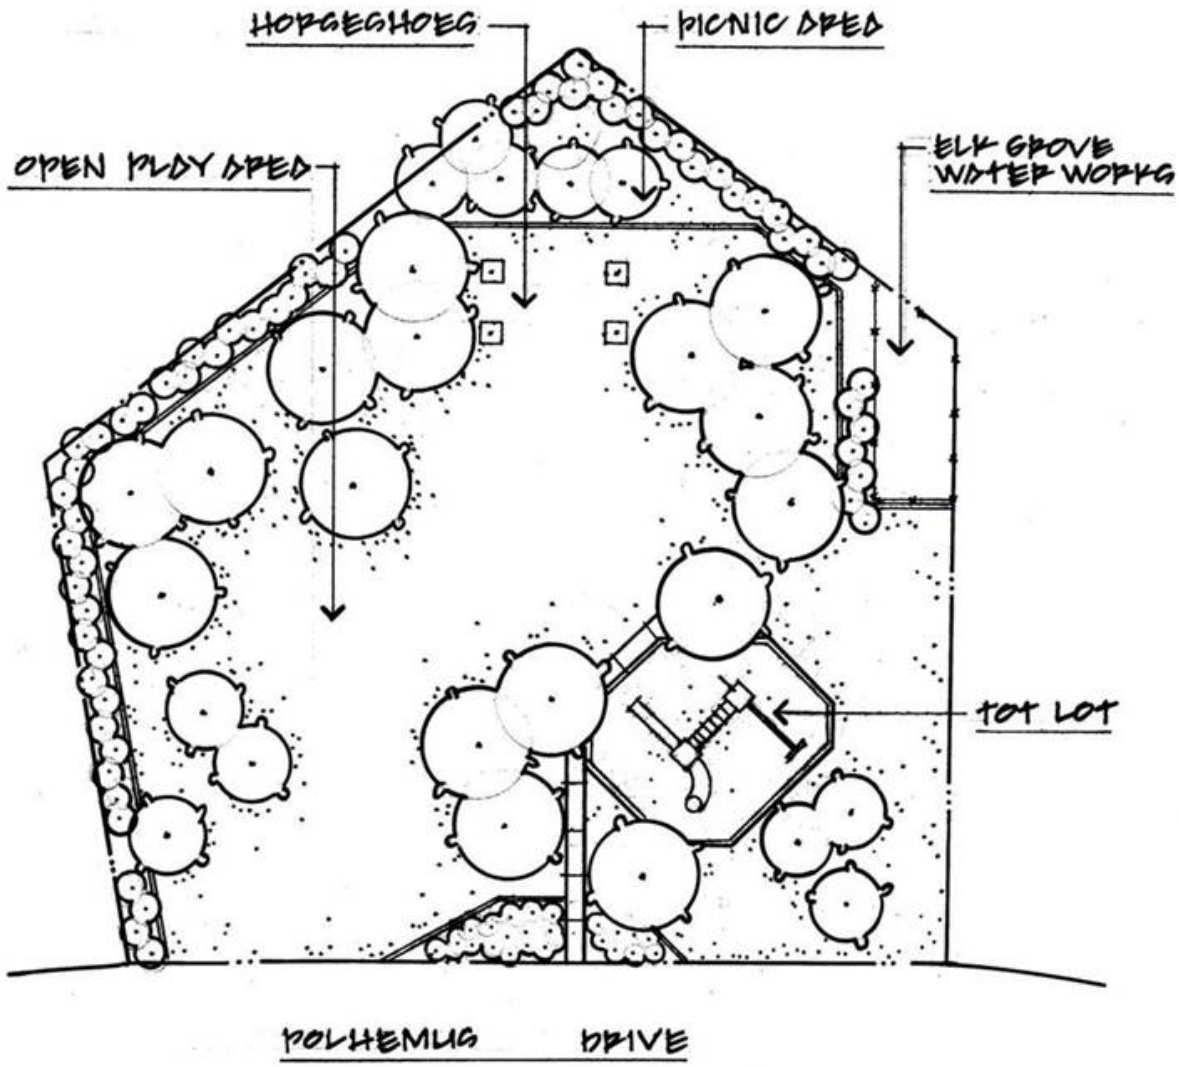 HORSESHOES
PICNIC AREA
OPEN PLAY AREA
ELK GROVE
WATER WORKS
TOT LOT
POLHEMUS DRIVE